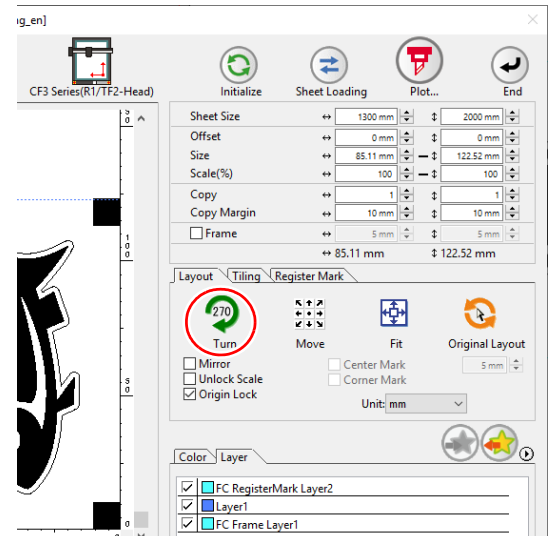 ng_en]
CF3 Series(R1/TF2-Head)
Initialize
Sheet Loading
Plot...
End
Sheet Size 1300 mm 2000 mm
Offset 0 mm 0 mm
Size 85.11 mm 122.52 mm
Scale(%) 100 100
Copy 1 1
Copy Margin 10 mm 10 mm
Frame 5 mm 5 mm
85.11 mm 122.52 mm
Layout Tiling Register Mark
270
Turn Move Fit Original Layout
Mirror Center Mark 5 mm
Unlock Scale Corner Mark
Origin Lock
Unit: mm
Color Layer
FC RegisterMark Layer2
Layer1
FC Frame Layer1